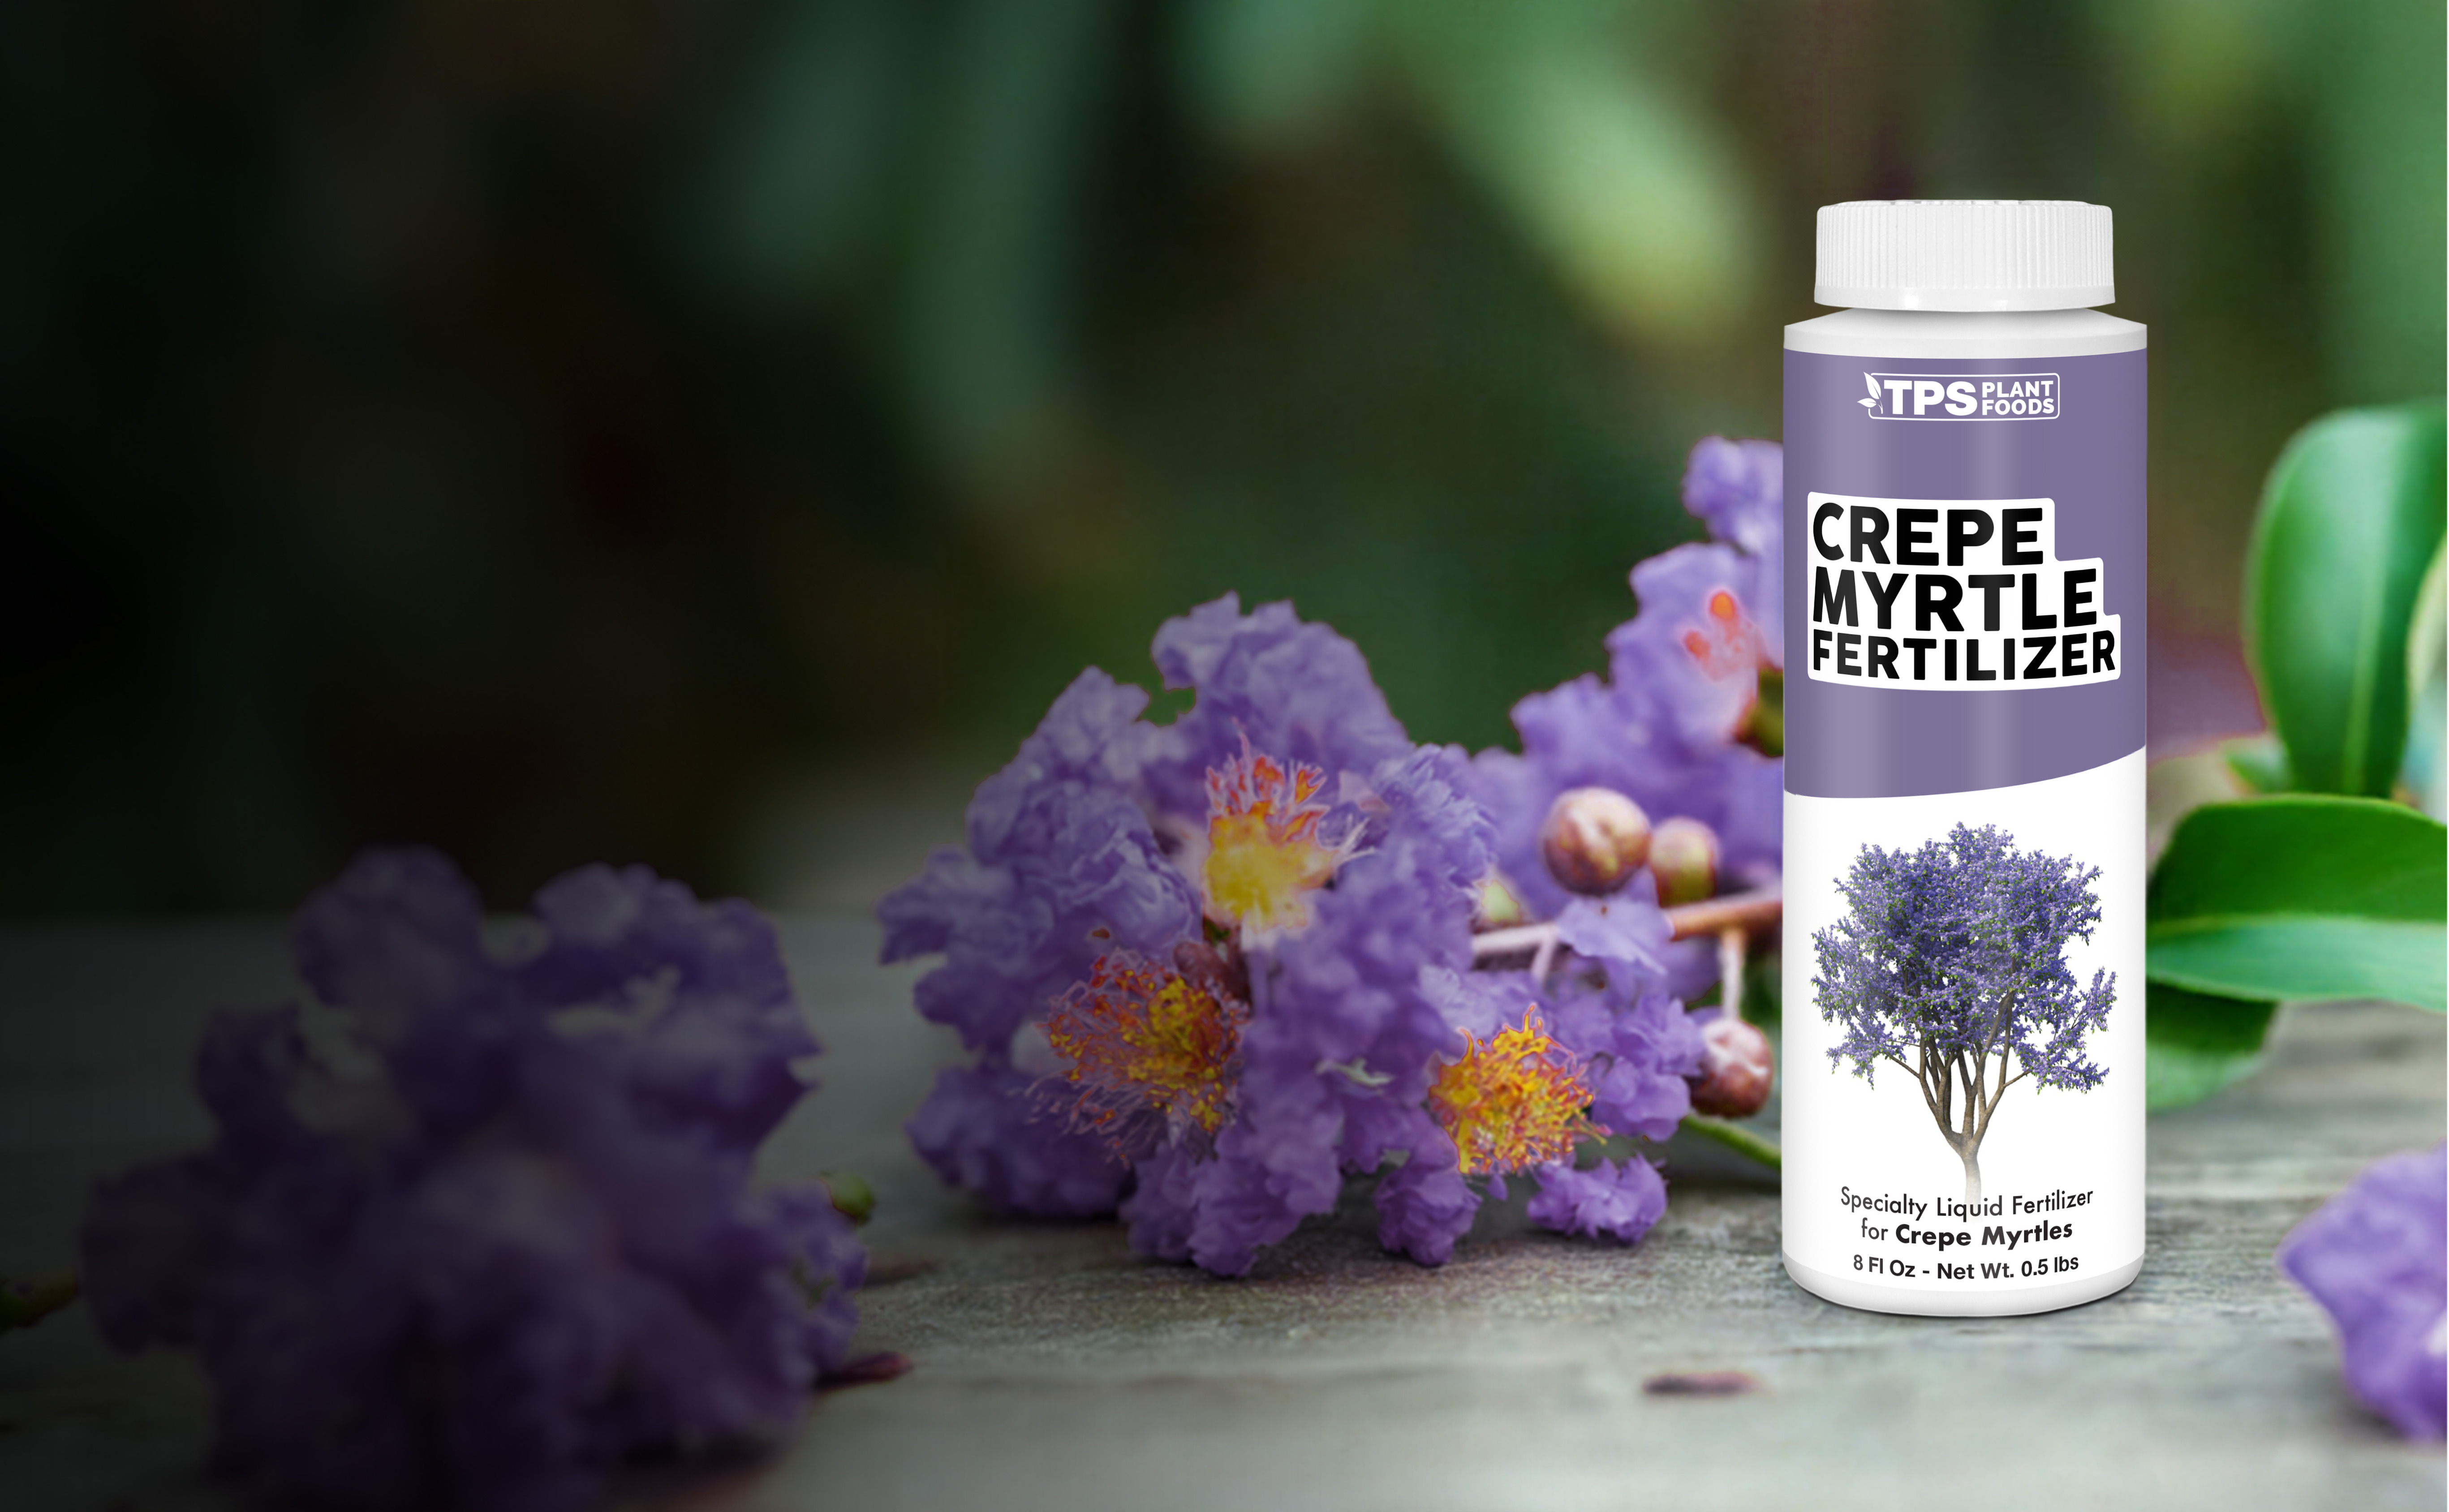 TPS PLANT FOODS
CREPE
MYRTLE
FERTILIZER
Specialty Liquid Fertilizer
for Crepe Myrtles
8 Fl Oz - Net Wt. 0.5 lbs